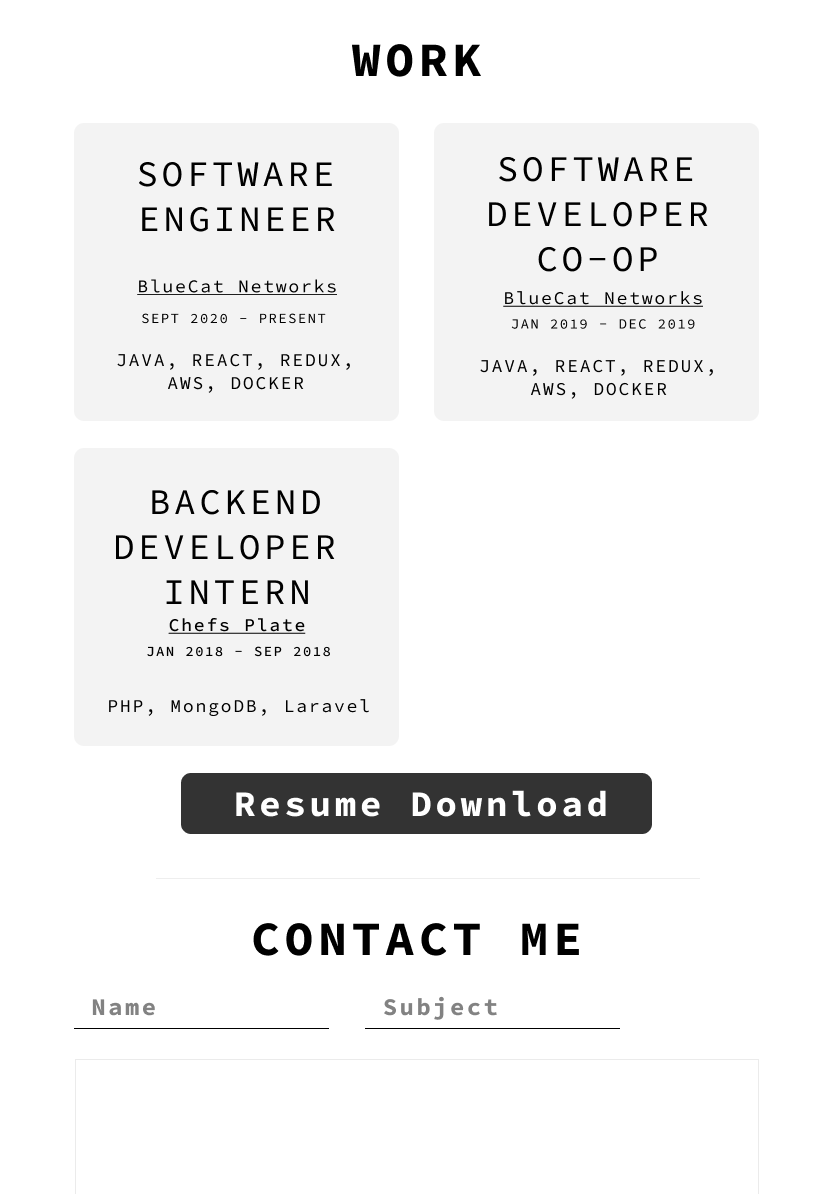 WORK
SOFTWARE
ENGINEER
BlueCat Networks
SEPT 2020 - PRESENT
JAVA, REACT, REDUX,
AWS, DOCKER
SOFTWARE
DEVELOPER
CO-OP
BlueCat Networks
JAN 2019 - DEC 2019
JAVA, REACT, REDUX,
AWS, DOCKER
BACKEND
DEVELOPER
INTERN
Chefs Plate
JAN 2018 - SEP 2018
PHP, MongoDB, Laravel
Resume Download
CONTACT ME
Name
Subject